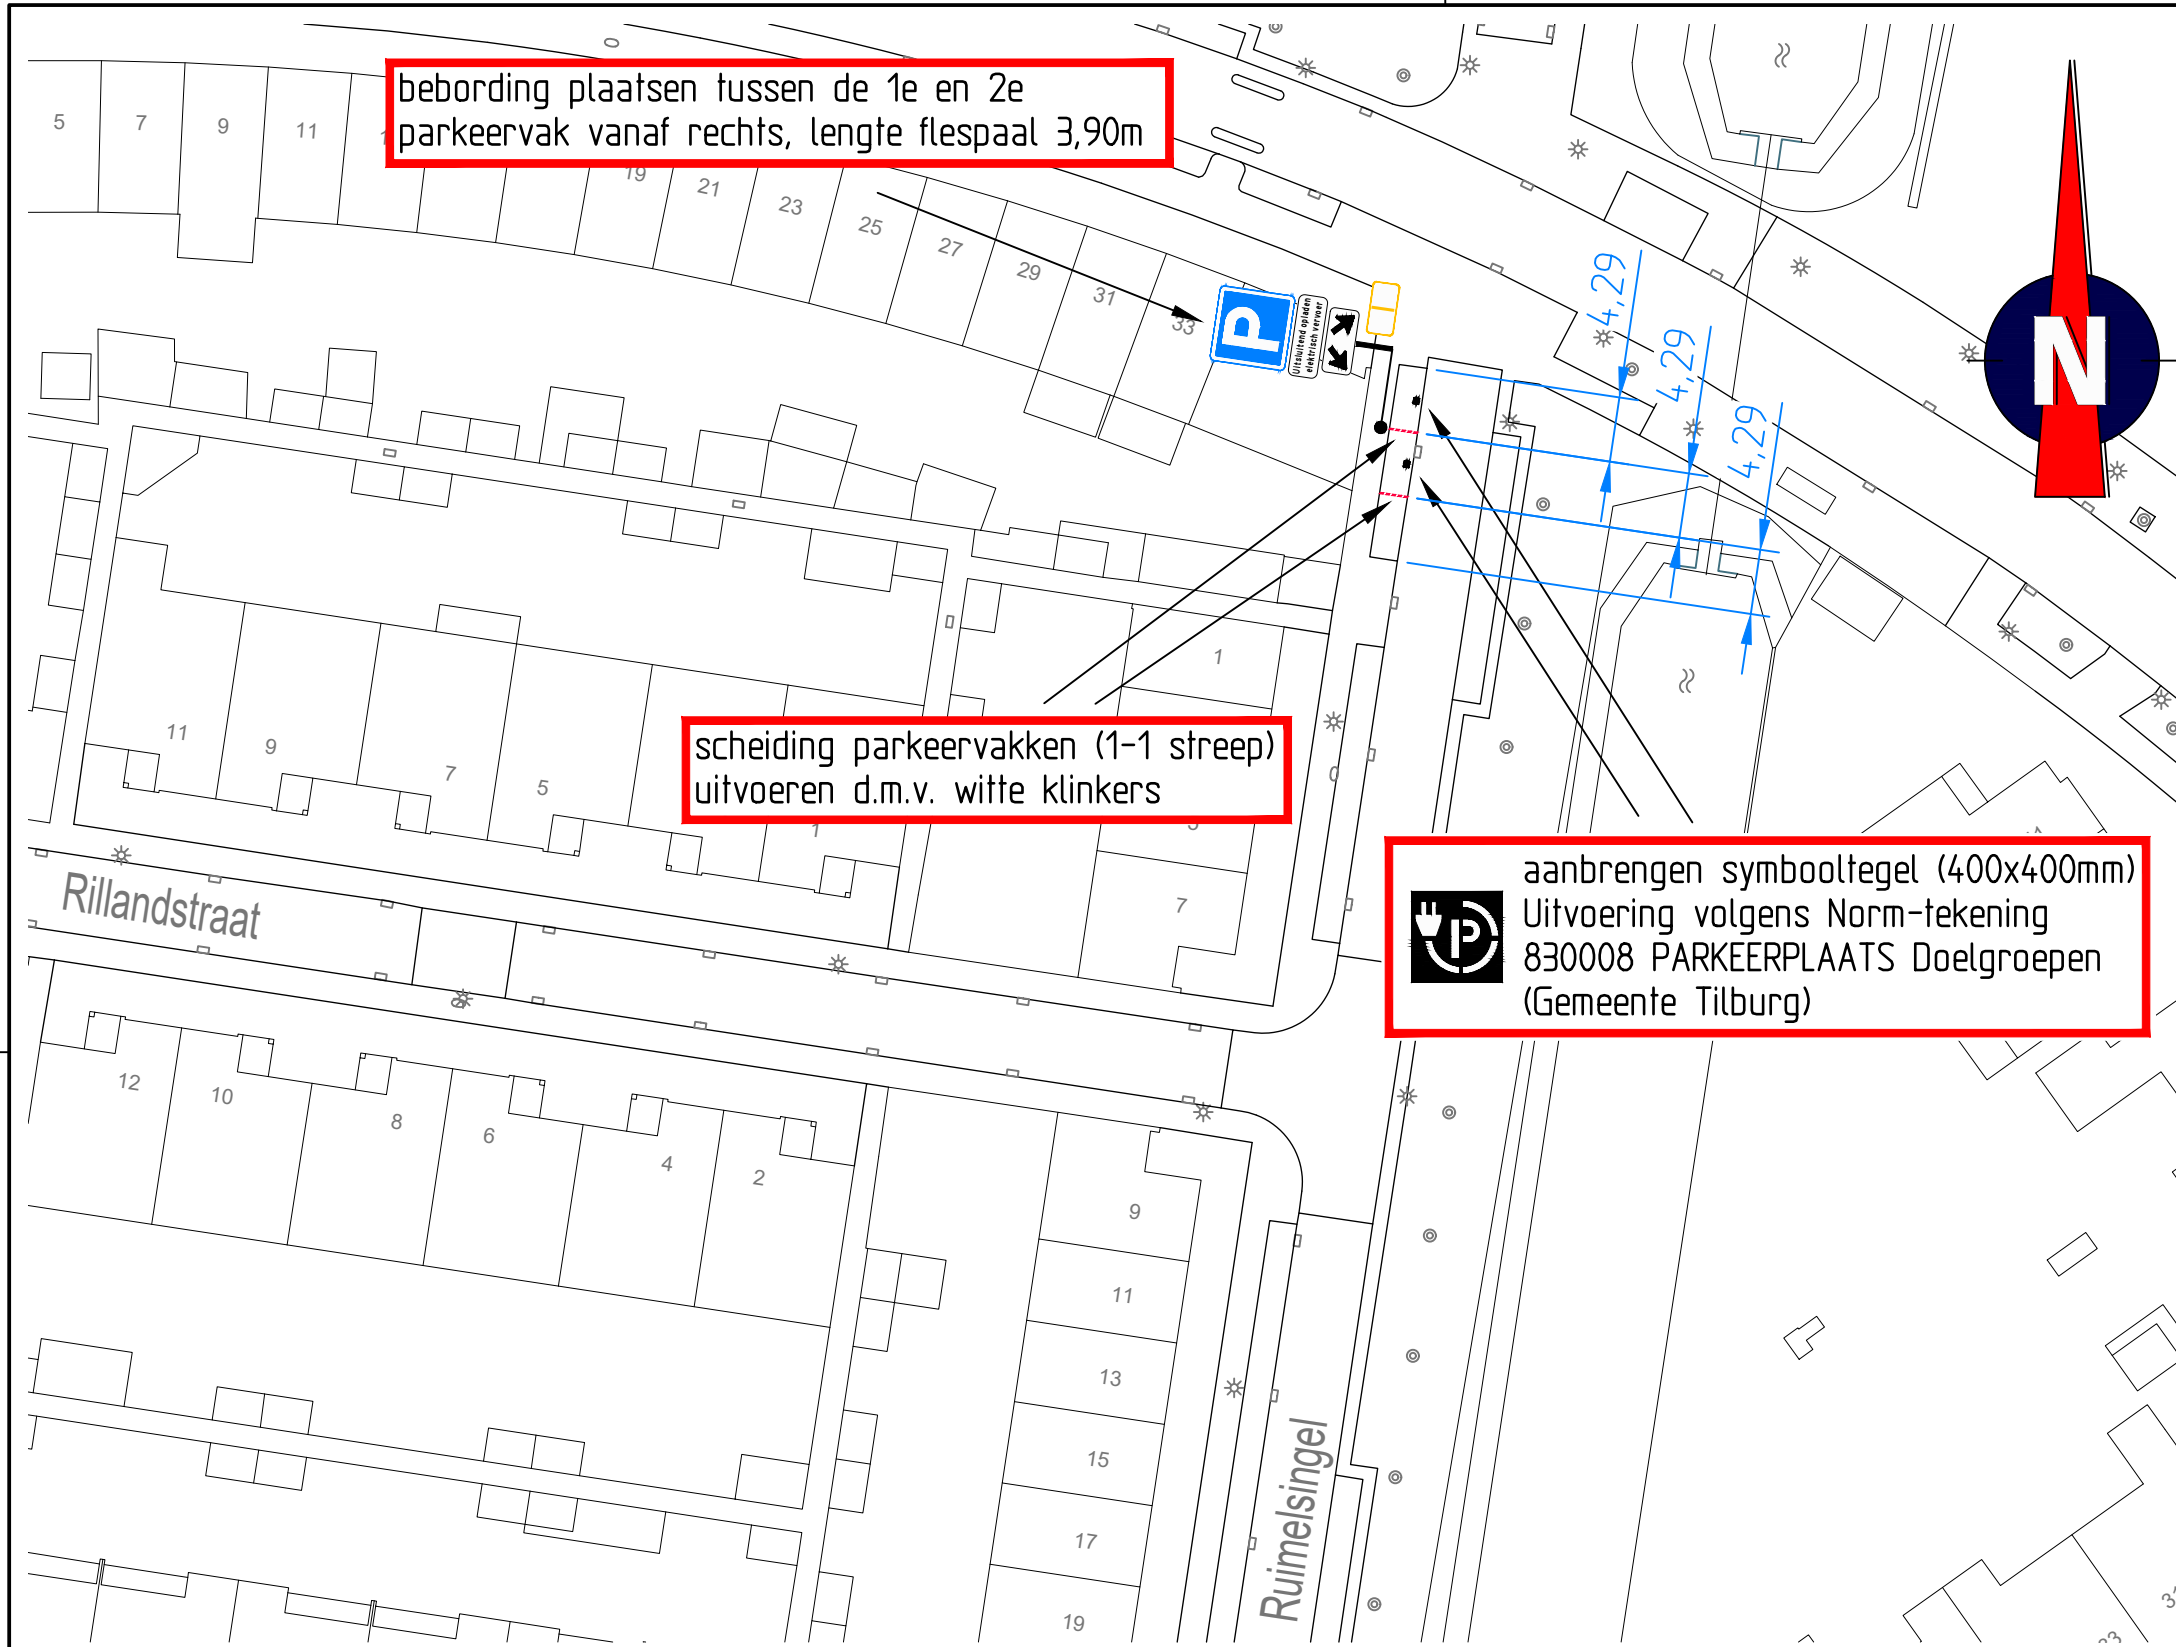 bebording plaatsen tussen de 1e en 2e
parkeervak vanaf rechts, lengte flespaal 3,90m
5
7
9
11
19
21
23
25
27
29
31
33
0
P
Uitsluitend opladen
elektrisch vervoer
4,29
4,29
4,29
N
scheiding parkeervakken (1-1 streep)
uitvoeren d.m.v. witte klinkers
11
9
7
5
1
1
7
0
aanbrengen symbooltegel (400x400mm)
Uitvoering volgens Norm-tekening
830008 PARKEERPLAATS Doelgroepen
(Gemeente Tilburg)
P
Rillandstraat
12
10
8
6
4
2
9
11
13
15
17
19
Ruimelsingel
33